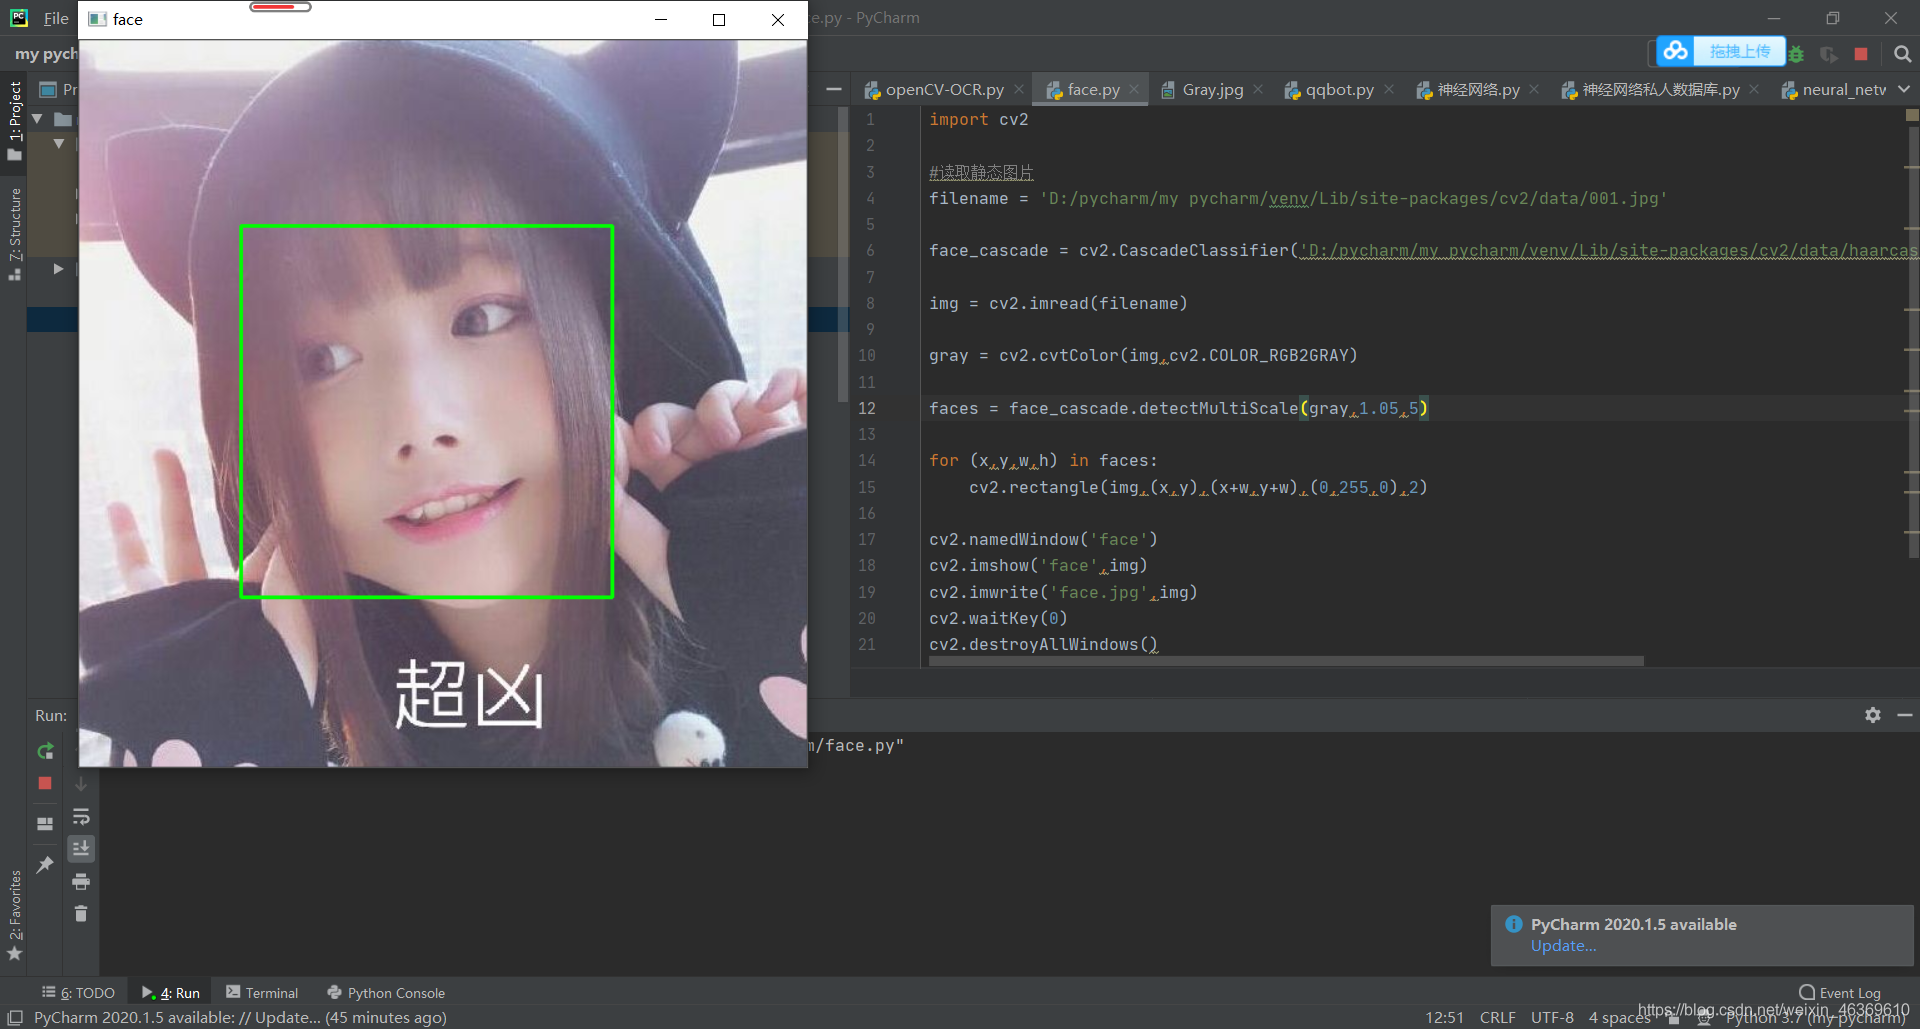 File
face
ce.py - PyCharm
my pych
拖拽上传
Pr
openCV-OCR.py
face.py
Gray.jpg
qqbot.py
神经网络.py
神经网络私人数据库.py
neural_netw
1: Project
7: Structure
2: Favorites
1 import cv2
2
3 #读取静态图片
4 filename = 'D:/pycharm/my pycharm/venv/Lib/site-packages/cv2/data/001.jpg'
5
6 face_cascade = cv2.CascadeClassifier('D:/pycharm/my pycharm/venv/Lib/site-packages/cv2/data/haarcas
7
8 img = cv2.imread(filename)
9
10 gray = cv2.cvtColor(img,cv2.COLOR_RGB2GRAY)
11
12 faces = face_cascade.detectMultiScale(gray,1.05,5)
13
14 for (x,y,w,h) in faces:
15 cv2.rectangle(img,(x,y),(x+w,y+w),(0,255,0),2)
16
17 cv2.namedWindow('face')
18 cv2.imshow('face',img)
19 cv2.imwrite('face.jpg',img)
20 cv2.waitKey(0)
21 cv2.destroyAllWindows()
超凶
Run:
m/face.py"
PyCharm 2020.1.5 available
Update...
6: TODO
4: Run
Terminal
Python Console
Event Log
PyCharm 2020.1.5 available: // Update... (45 minutes ago)
12:51
CRLF
UTF-8
4 spaces
Python 3.7 (my pycharm)
https://blog.csdn.net/weixin_46369610